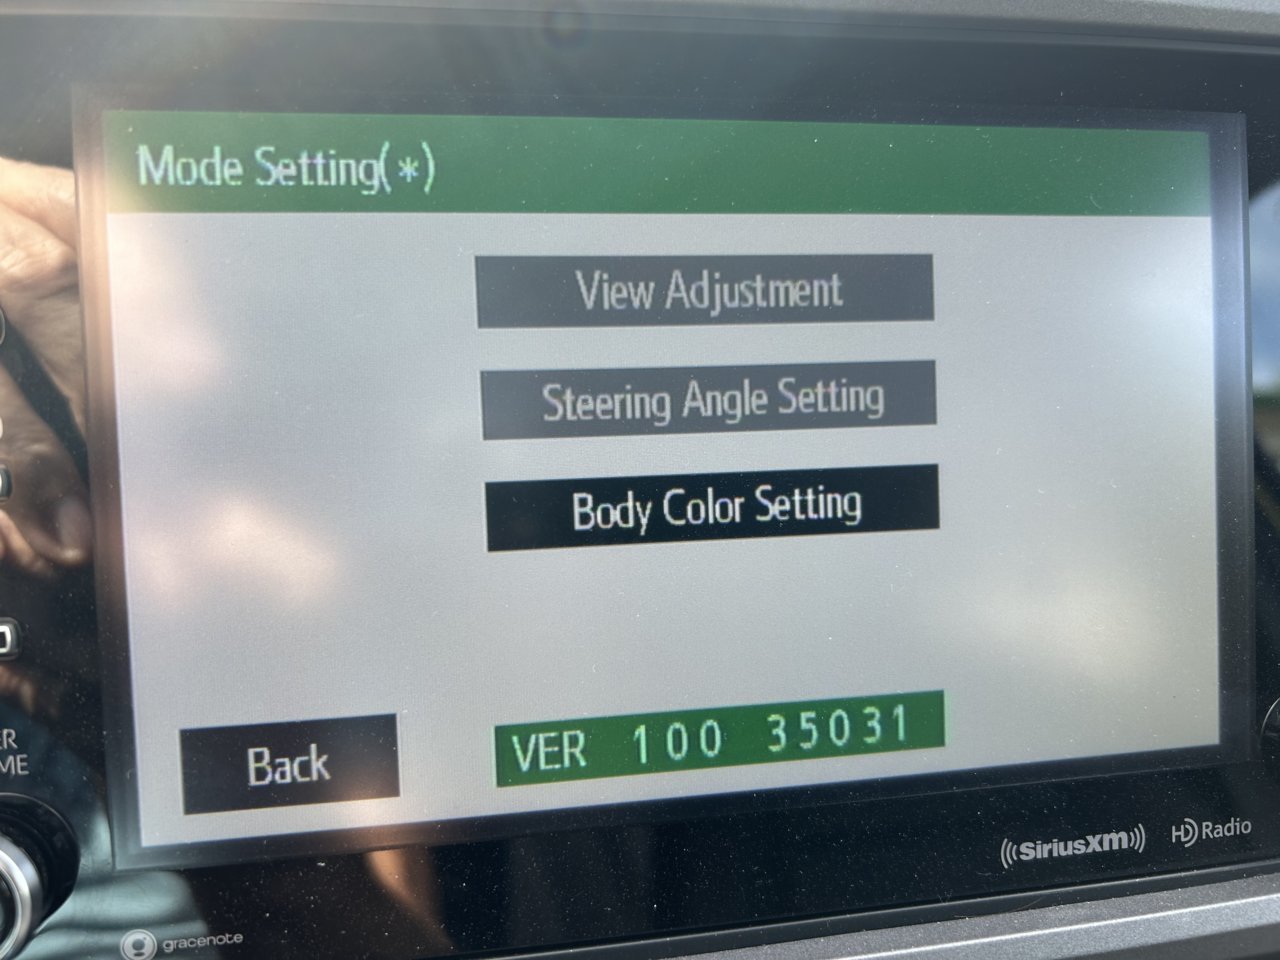 Mode Setting(*)
View Adjustment
Steering Angle Setting
Body Color Setting
Back
VER 100 35031
SiriusXM
HD Radio
gracenote